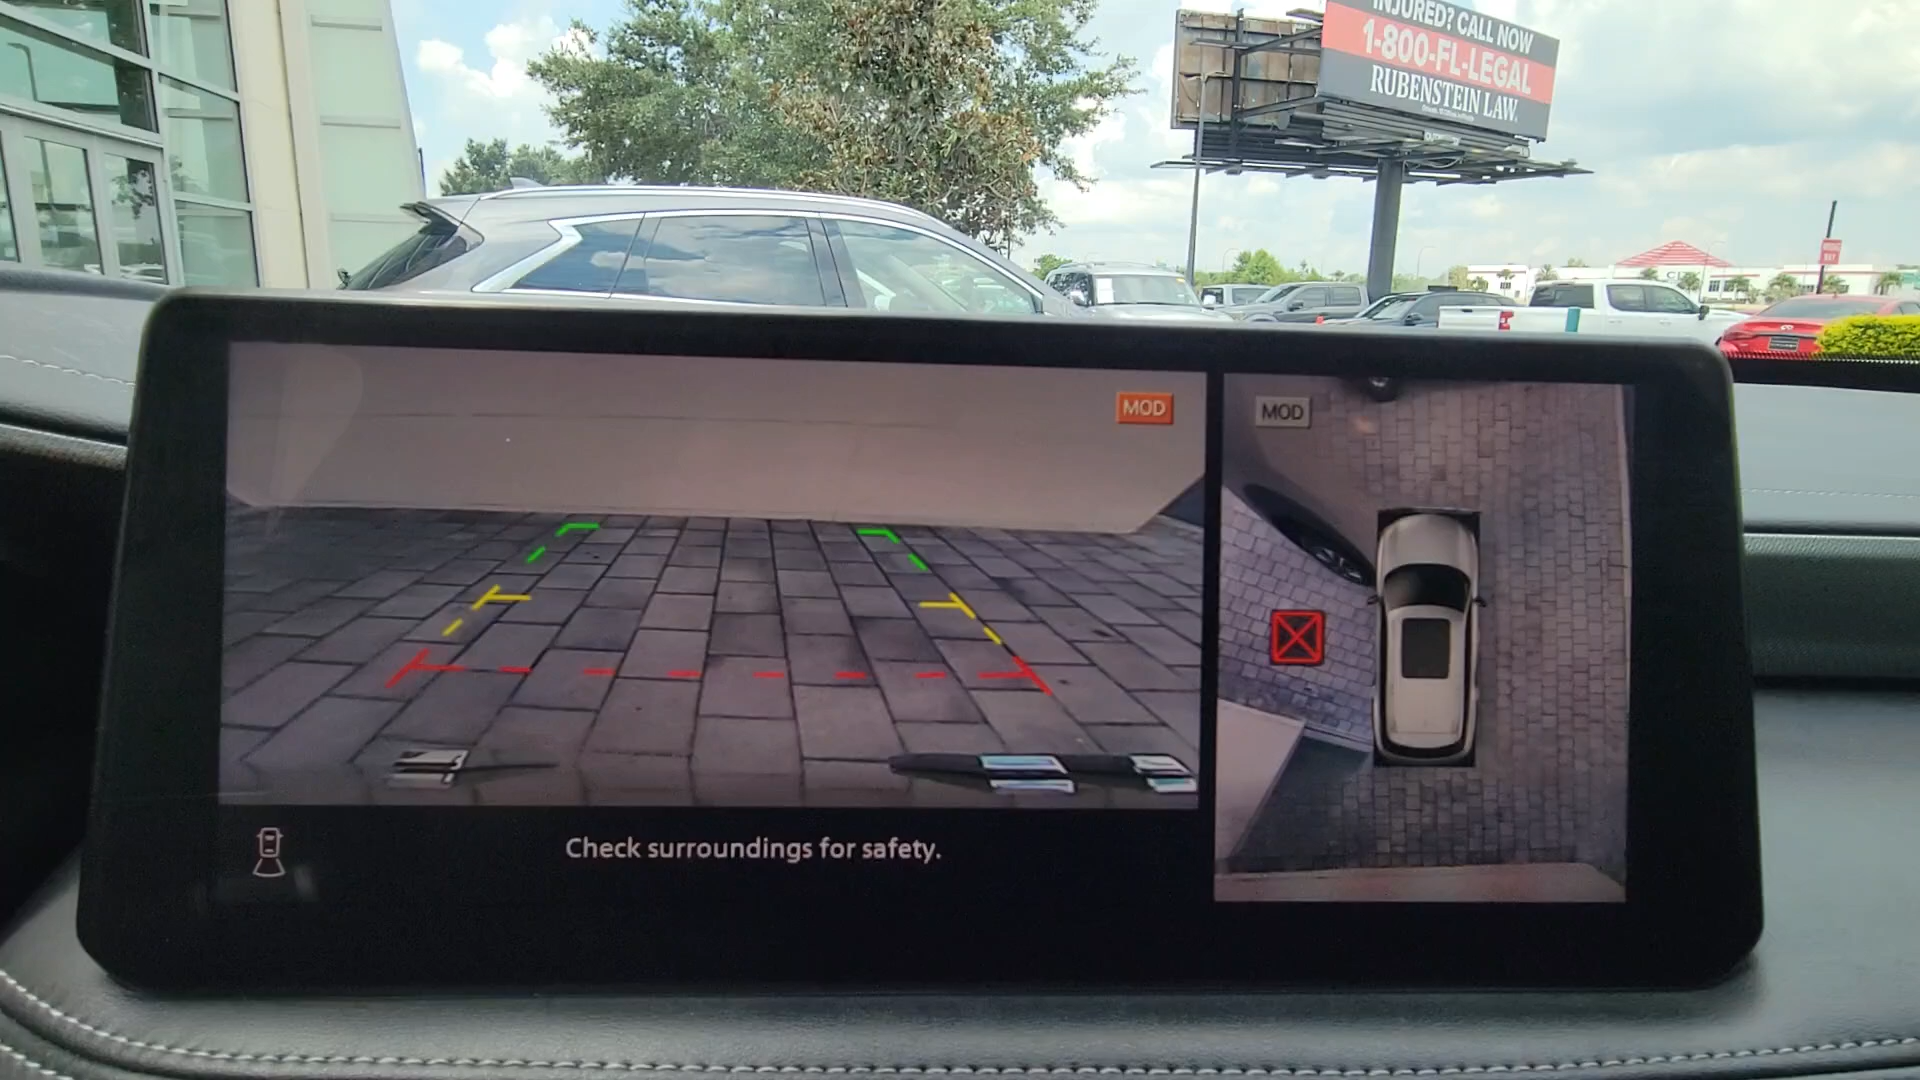 INJURED? CALL NOW
1-800-FL-LEGAL
RUBENSTEIN LAW.
MOD
MOD
Check surroundings for safety.